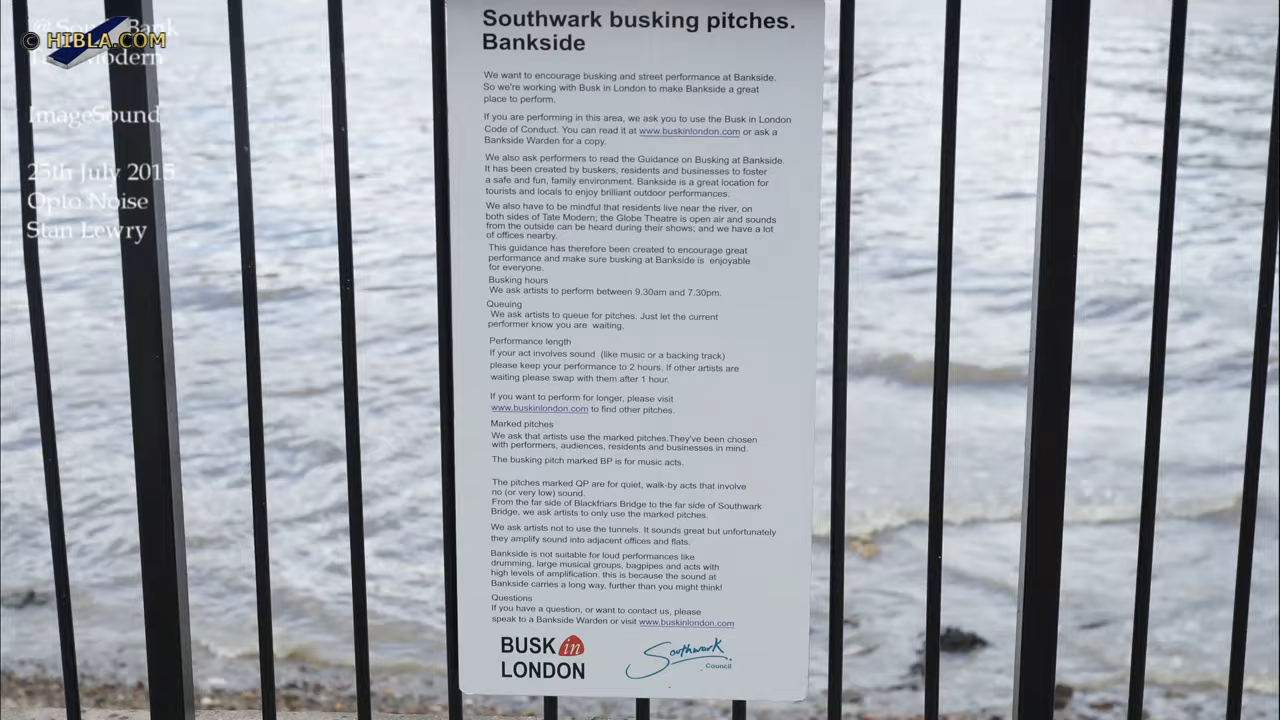 @South Bank
Modern
© HIBLA.COM
ImageSound
25th July 2015
Opto Noise
Stan Lewry
Southwark busking pitches.
Bankside
We want to encourage busking and street performance at Bankside.
So we're working with Busk in London to make Bankside a great
place to perform.
If you are performing in this area, we ask you to use the Busk in London
Code of Conduct. You can read it at www.buskinlondon.com or ask a
Bankside Warden for a copy.
We also ask performers to read the Guidance on Busking at Bankside.
It has been created by buskers, residents and businesses to foster
a safe and fun, family environment. Bankside is a great location for
tourists and locals to enjoy brilliant outdoor performances.
We also have to be mindful that residents live near the river, on
both sides of Tate Modern; the Globe Theatre is open air and sounds
from the outside can be heard during their shows; and we have a lot
of offices nearby.
This guidance has therefore been created to encourage great
performance and make sure busking at Bankside is enjoyable
for everyone.
Busking hours
We ask artists to perform between 9.30am and 7.30pm.
Queuing
We ask artists to queue for pitches. Just let the current
performer know you are waiting.
Performance length
If your act involves sound (like music or a backing track)
please keep your performance to 2 hours. If other artists are
waiting please swap with them after 1 hour.
If you want to perform for longer, please visit
www.buskinlondon.com to find other pitches.
Marked pitches
We ask that artists use the marked pitches.They've been chosen
with performers, audiences, residents and businesses in mind.
The busking pitch marked BP is for music acts.
The pitches marked QP are for quiet, walk-by acts that involve
no (or very low) sound.
From the far side of Blackfriars Bridge to the far side of Southwark
Bridge, we ask artists to only use the marked pitches.
We ask artists not to use the tunnels. It sounds great but unfortunately
they amplify sound into adjacent offices and flats.
Bankside is not suitable for loud performances like
drumming, large musical groups, bagpipes and acts with
high levels of amplification. this is because the sound at
Bankside carries a long way, further than you might think!
Questions
If you have a question, or want to contact us, please
speak to a Bankside Warden or visit www.buskinlondon.com
BUSK in
LONDON
Southwark
Council